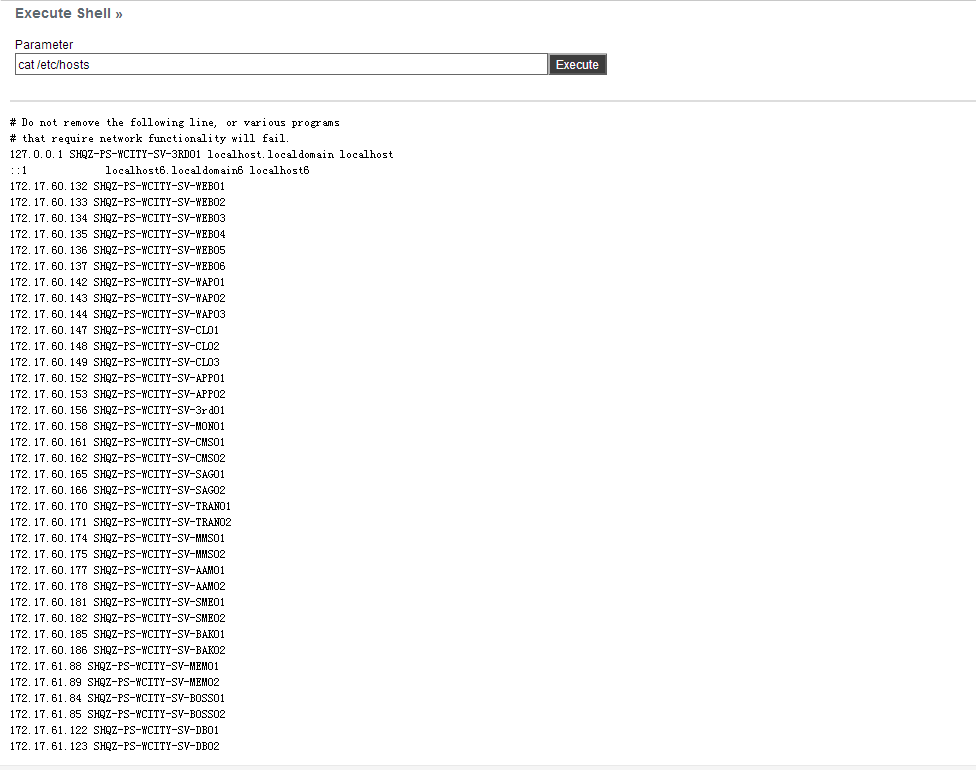 Execute Shell »
Parameter
cat /etc/hosts
Execute
# Do not remove the following line, or various programs
# that require network functionality will fail.
127.0.0.1 SHQZ-PS-WCITY-SV-3RD01 localhost.localdomain localhost
::1 localhost6.localdomain6 localhost6
172.17.60.132 SHQZ-PS-WCITY-SV-WEB01
172.17.60.133 SHQZ-PS-WCITY-SV-WEB02
172.17.60.134 SHQZ-PS-WCITY-SV-WEB03
172.17.60.135 SHQZ-PS-WCITY-SV-WEB04
172.17.60.136 SHQZ-PS-WCITY-SV-WEB05
172.17.60.137 SHQZ-PS-WCITY-SV-WEB06
172.17.60.142 SHQZ-PS-WCITY-SV-WAP01
172.17.60.143 SHQZ-PS-WCITY-SV-WAP02
172.17.60.144 SHQZ-PS-WCITY-SV-WAP03
172.17.60.147 SHQZ-PS-WCITY-SV-CL01
172.17.60.148 SHQZ-PS-WCITY-SV-CL02
172.17.60.149 SHQZ-PS-WCITY-SV-CL03
172.17.60.152 SHQZ-PS-WCITY-SV-APP01
172.17.60.153 SHQZ-PS-WCITY-SV-APP02
172.17.60.156 SHQZ-PS-WCITY-SV-3rd01
172.17.60.158 SHQZ-PS-WCITY-SV-MON01
172.17.60.161 SHQZ-PS-WCITY-SV-CMS01
172.17.60.162 SHQZ-PS-WCITY-SV-CMS02
172.17.60.165 SHQZ-PS-WCITY-SV-SAG01
172.17.60.166 SHQZ-PS-WCITY-SV-SAG02
172.17.60.170 SHQZ-PS-WCITY-SV-TRAN01
172.17.60.171 SHQZ-PS-WCITY-SV-TRAN02
172.17.60.174 SHQZ-PS-WCITY-SV-MMS01
172.17.60.175 SHQZ-PS-WCITY-SV-MMS02
172.17.60.177 SHQZ-PS-WCITY-SV-AAM01
172.17.60.178 SHQZ-PS-WCITY-SV-AAM02
172.17.60.181 SHQZ-PS-WCITY-SV-SME01
172.17.60.182 SHQZ-PS-WCITY-SV-SME02
172.17.60.185 SHQZ-PS-WCITY-SV-BAK01
172.17.60.186 SHQZ-PS-WCITY-SV-BAK02
172.17.61.88 SHQZ-PS-WCITY-SV-MEM01
172.17.61.89 SHQZ-PS-WCITY-SV-MEM02
172.17.61.84 SHQZ-PS-WCITY-SV-BOSS01
172.17.61.85 SHQZ-PS-WCITY-SV-BOSS02
172.17.61.122 SHQZ-PS-WCITY-SV-DB01
172.17.61.123 SHQZ-PS-WCITY-SV-DB02